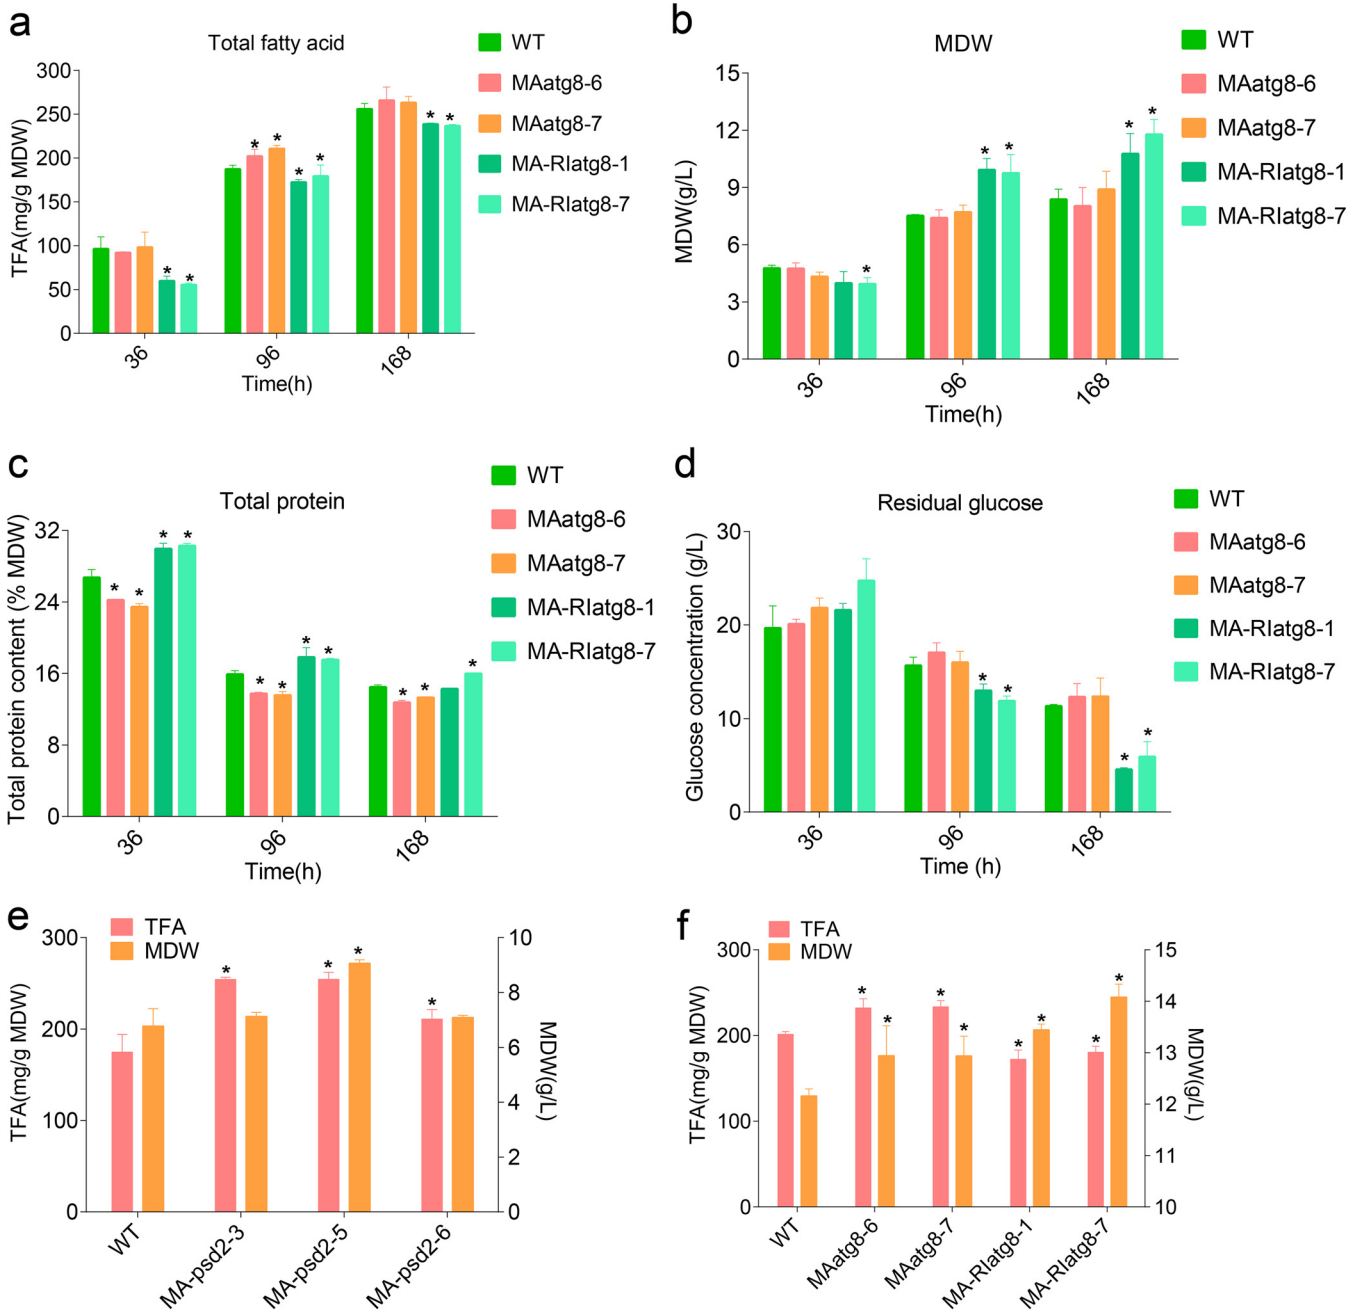 a
Total fatty acid
WT
MAatg8-6
MAatg8-7
MA-RIatg8-1
MA-RIatg8-7
TFA(mg/g MDW)
300
250
200
150
100
50
0
* * * * * * * *
36 96 168
Time(h)
b
MDW
WT
MAatg8-6
MAatg8-7
MA-RIatg8-1
MA-RIatg8-7
MDW(g/L)
15
12
9
6
3
0
* * * * *
36 96 168
Time(h)
c
Total protein
WT
MAatg8-6
MAatg8-7
MA-RIatg8-1
MA-RIatg8-7
Total protein content (% MDW)
32
24
16
8
0
* * * * * * * * * * *
36 96 168
Time(h)
d
Residual glucose
WT
MAatg8-6
MAatg8-7
MA-RIatg8-1
MA-RIatg8-7
Glucose concentration (g/L)
30
20
10
0
* * * *
36 96 168
Time (h)
e
TFA
MDW
TFA(mg/g MDW)
300
200
100
0
* * * *
10
8
6
4
2
0
MDW(g/L)
WT MA-psd2-3 MA-psd2-5 MA-psd2-6
f
TFA
MDW
TFA(mg/g MDW)
300
200
100
0
* * * * * * * *
15
14
13
12
11
10
MDW(g/L)
WT MAatg8-6 MAatg8-7 MA-RIatg8-1 MA-RIatg8-7